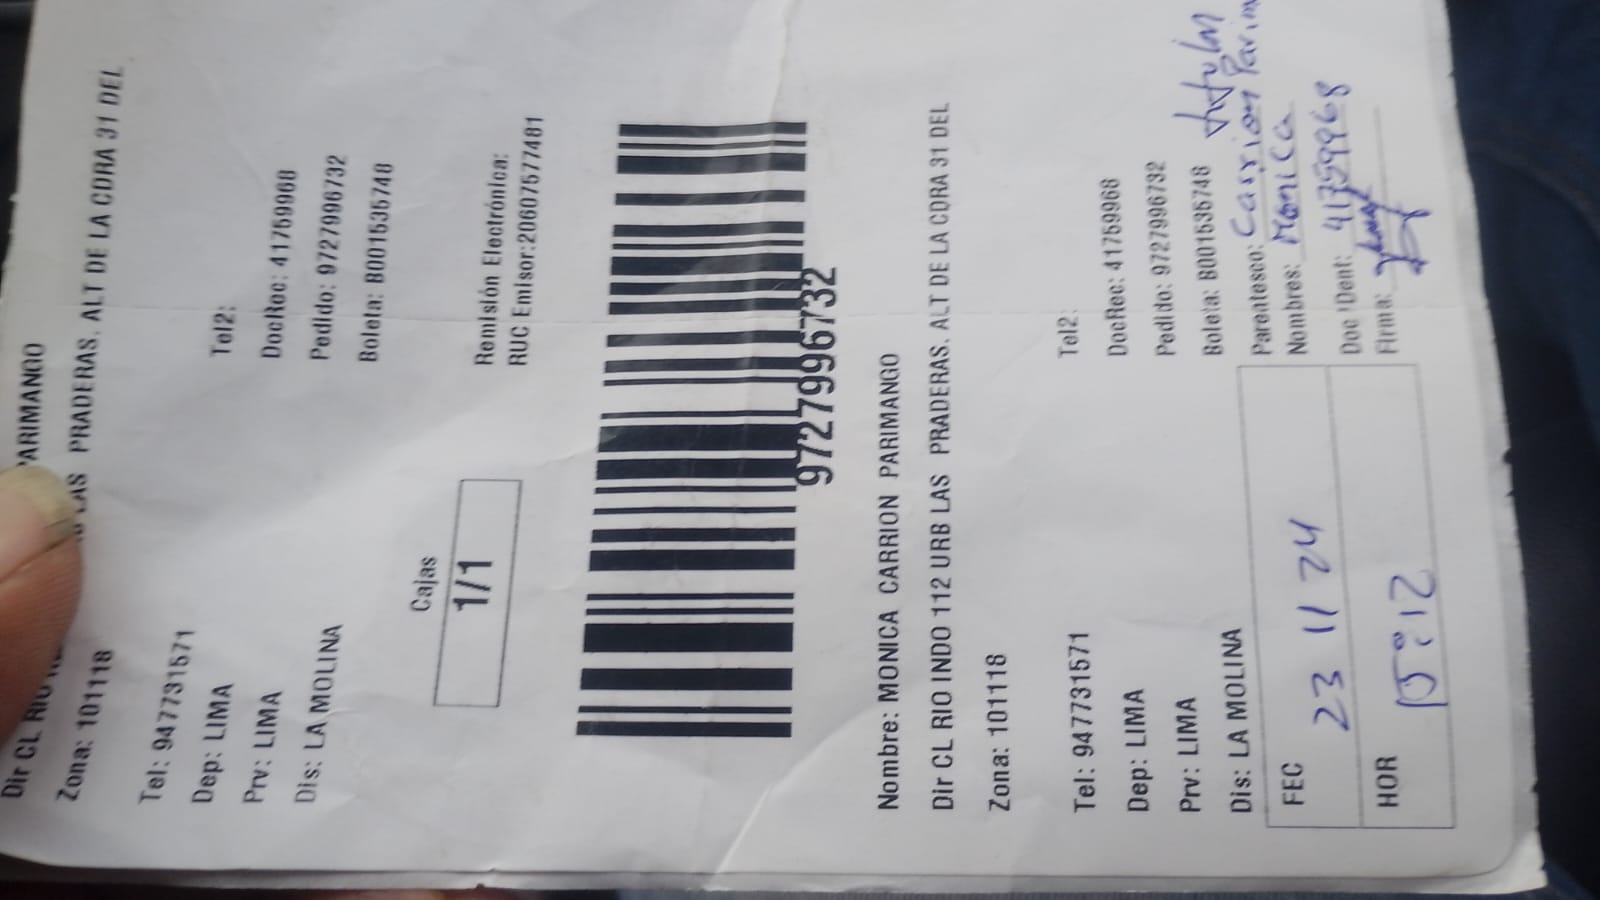 PARIMANGO
Dir CL RIO
LAS PRADERAS. ALT DE LA CDRA 31 DEL
Zona: 101118
Tel: 947731571
Tel2:
Dep: LIMA
DocRec: 41759968
Prv: LIMA
Pedido: 9727996732
Dis: LA MOLINA
Boleta: B001535748
Cajas
1/1
Remisión Electrónica:
RUC Emisor:20607577481
9727996732
Nombre: MONICA CARRION PARIMANGO
Dir CL RIO INDO 112 URB LAS PRADERAS. ALT DE LA CDRA 31 DEL
Zona: 101118
Tel: 947731571
Tel2:
Dep: LIMA
DocRec: 41759968
Prv: LIMA
Pedido: 9727996732
Dis: LA MOLINA
Boleta: B001535748
titular
Parentesco: Carrion Parim
Nombres: Monica
Doc IDent: 41759968
Firma:
FEC 23 11 24
HOR 15:12